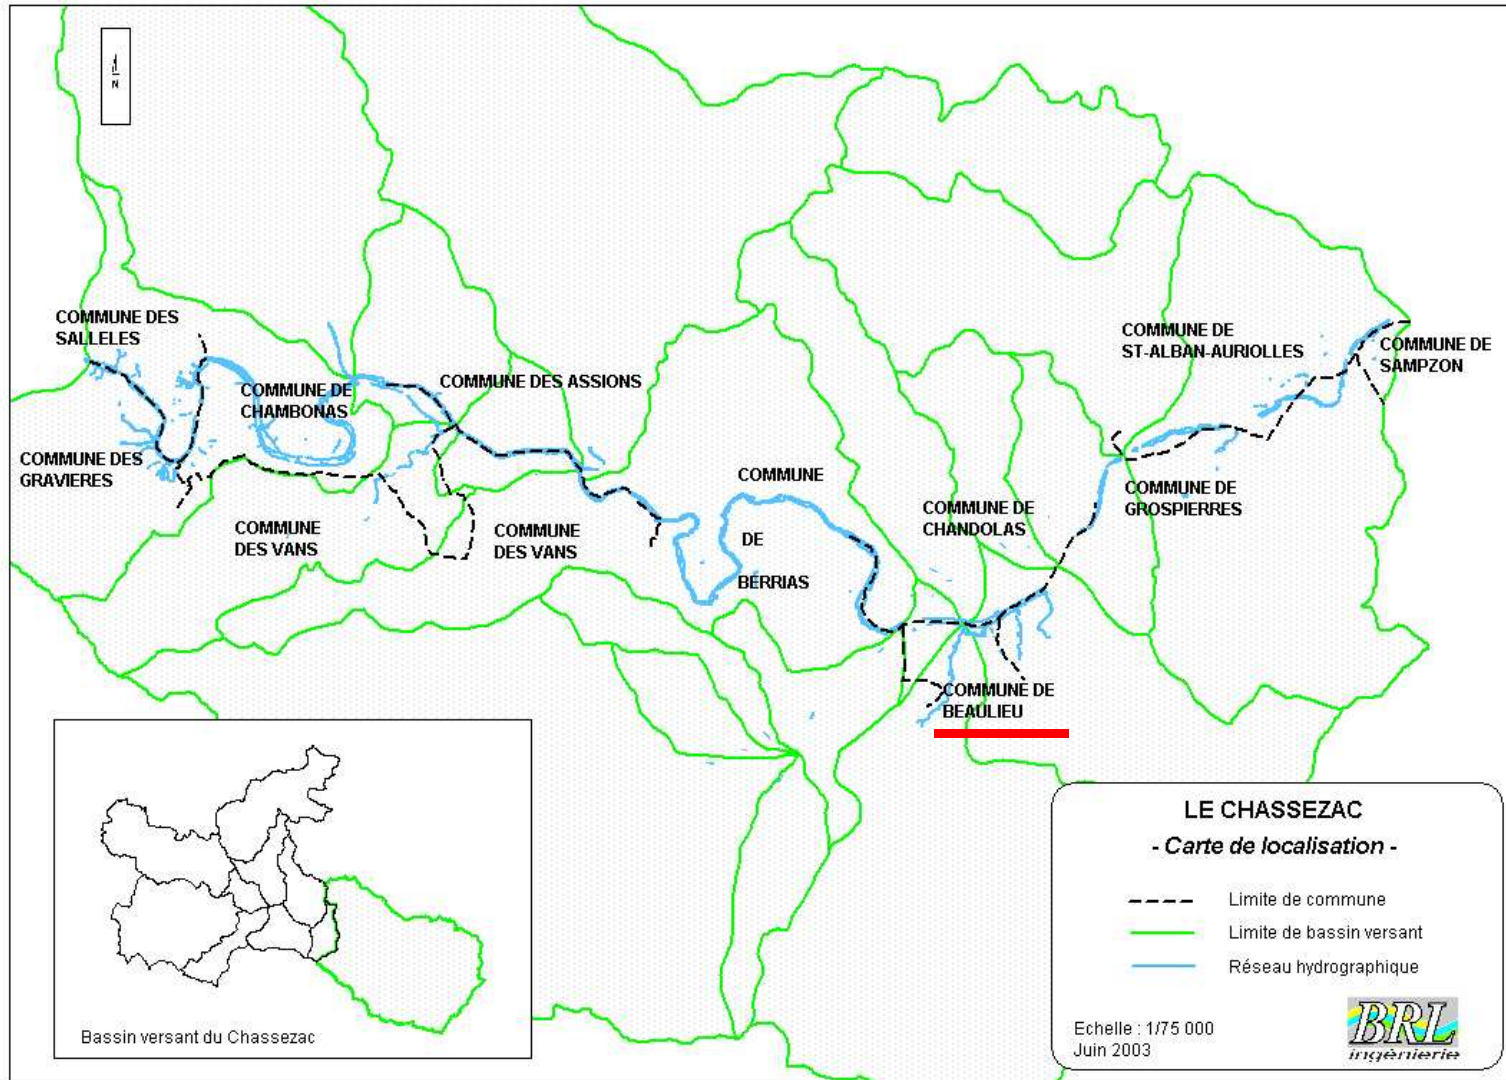 N
COMMUNE DES
SALLELES
COMMUNE DE
CHAMBONAS
COMMUNE DES ASSIONS
COMMUNE DE
ST-ALBAN-AURIOLLES
COMMUNE DE
SAMPZON
COMMUNE DES
GRAVIERES
COMMUNE
DES VANS
COMMUNE
DES VANS
COMMUNE
DE
BERRIAS
COMMUNE DE
CHANDOLAS
COMMUNE DE
GROSPIERRES
COMMUNE DE
BEAULIEU
Bassin versant du Chassezac
LE CHASSEZAC
- Carte de localisation -
Limite de commune
Limite de bassin versant
Réseau hydrographique
Echelle : 1/75 000
Juin 2003
BRL
ingénierie